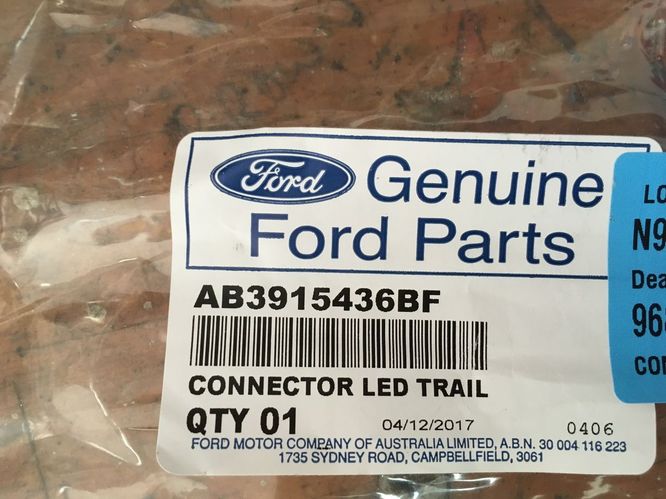 Ford Genuine
Ford Parts
AB3915436BF
CONNECTOR LED TRAIL
QTY 01 04/12/2017 0406
FORD MOTOR COMPANY OF AUSTRALIA LIMITED, A.B.N. 30 004 116 223
1735 SYDNEY ROAD, CAMPBELLFIELD, 3061